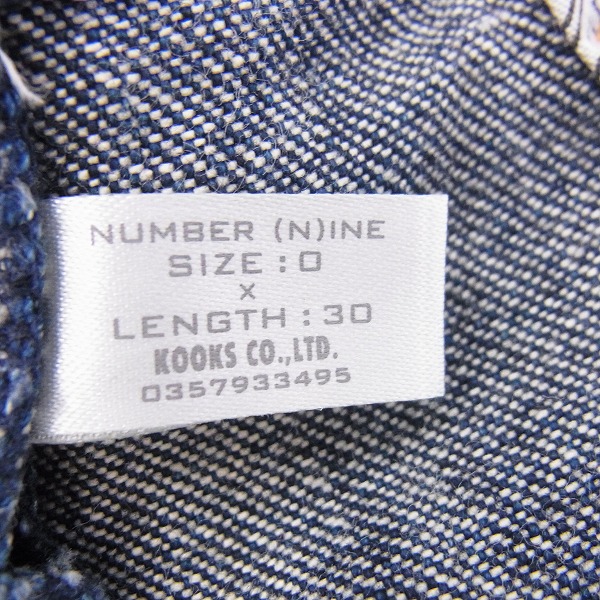 NUMBER (N)INE
SIZE : 0
X
LENGTH : 30
KOOKS CO.,LTD.
0357933495